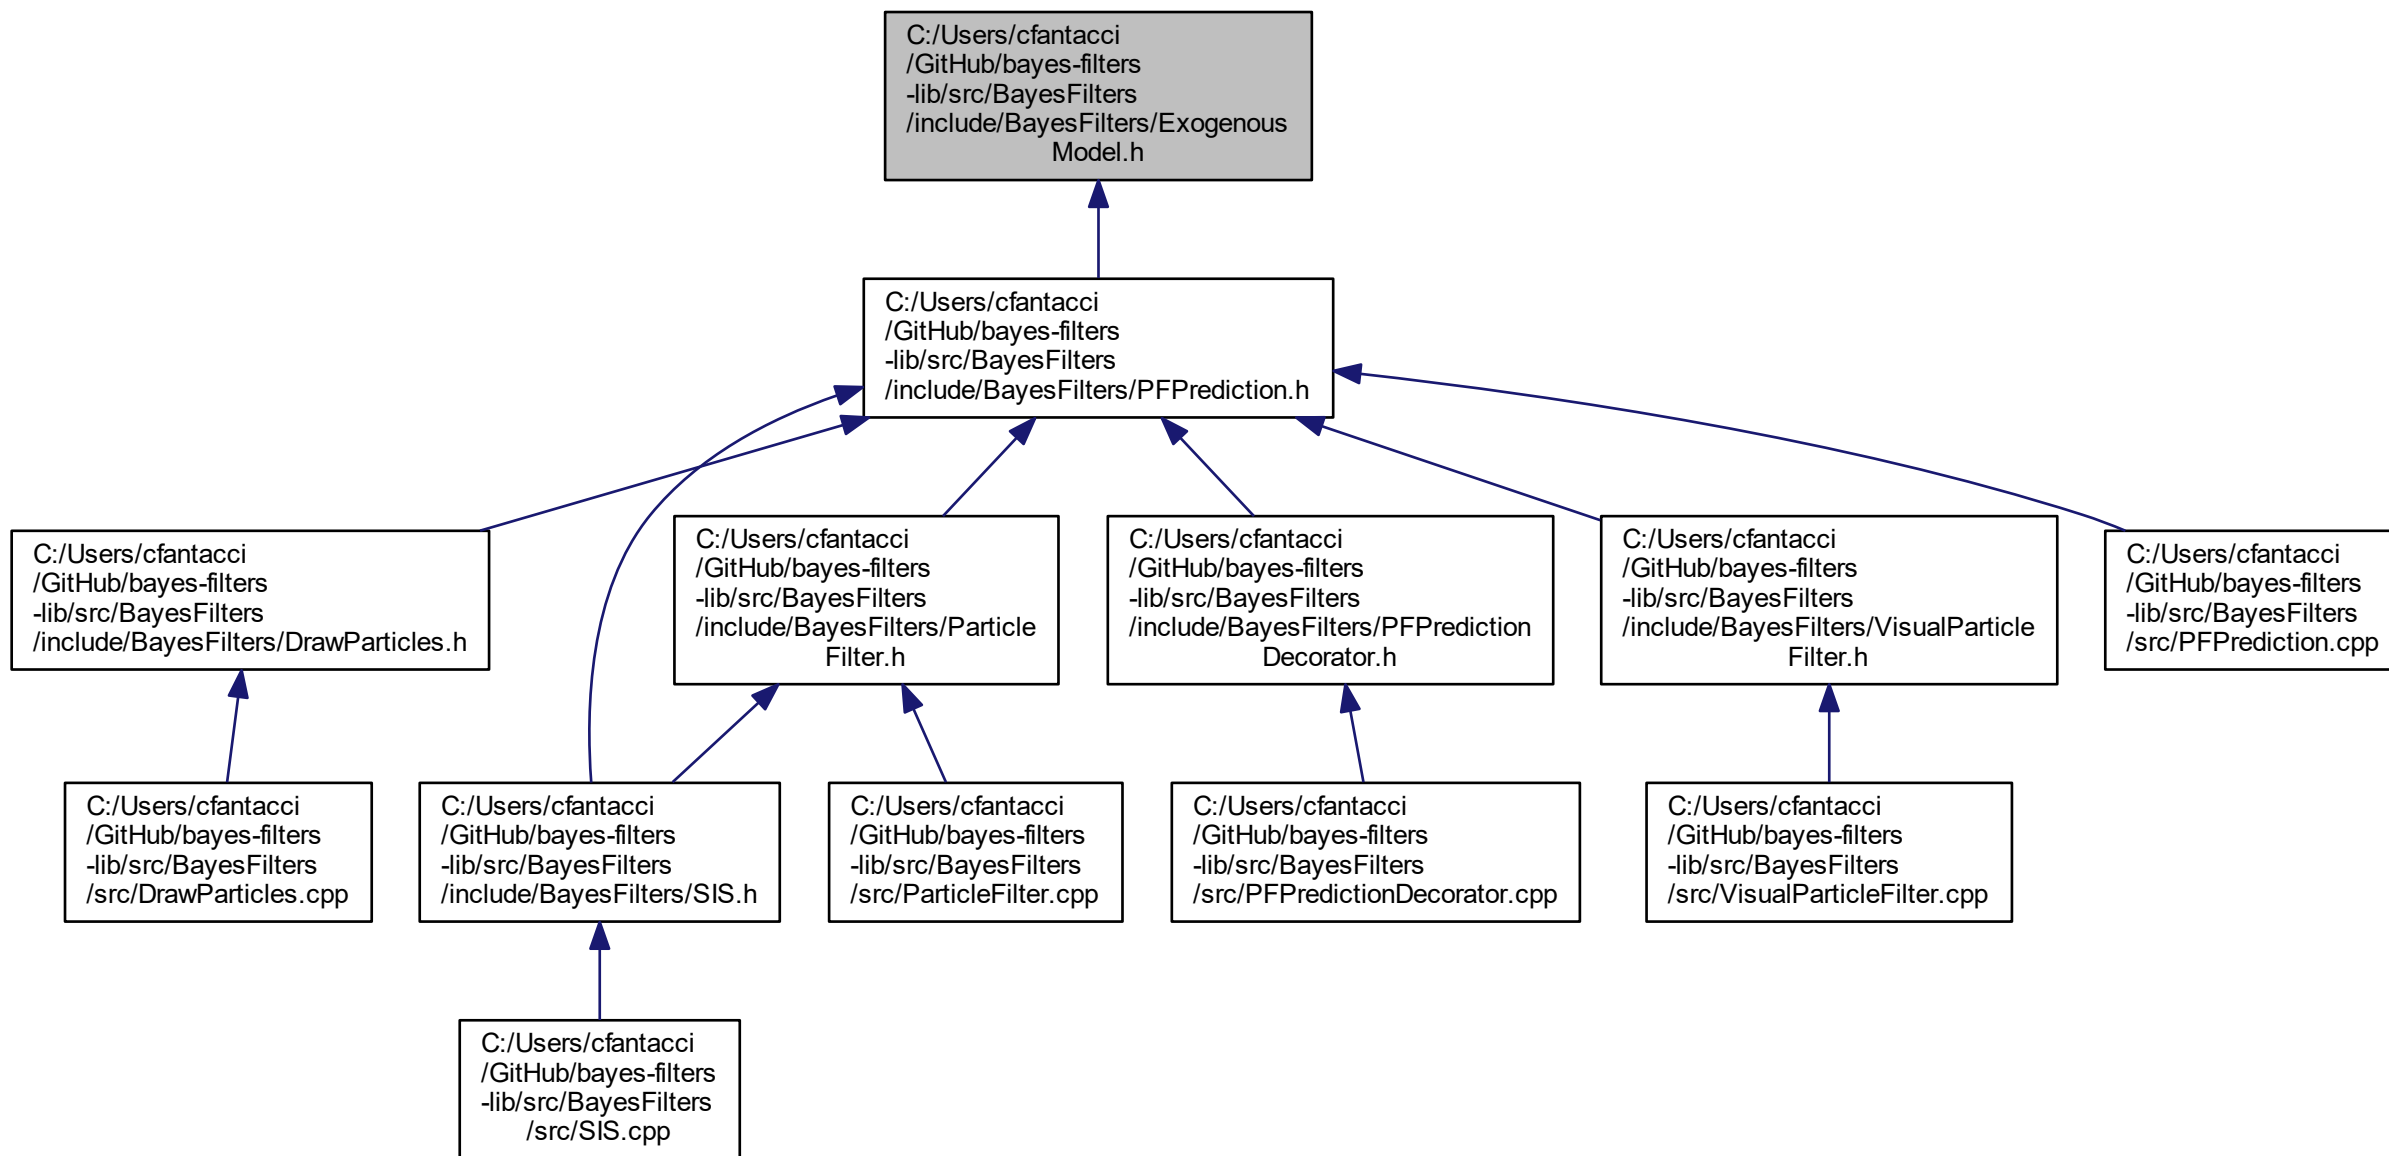 C:/Users/cfantacci
/GitHub/bayes-filters
-lib/src/BayesFilters
/include/BayesFilters/Exogenous
Model.h
C:/Users/cfantacci
/GitHub/bayes-filters
-lib/src/BayesFilters
/include/BayesFilters/PFPrediction.h
C:/Users/cfantacci
/GitHub/bayes-filters
-lib/src/BayesFilters
/include/BayesFilters/DrawParticles.h
C:/Users/cfantacci
/GitHub/bayes-filters
-lib/src/BayesFilters
/include/BayesFilters/Particle
Filter.h
C:/Users/cfantacci
/GitHub/bayes-filters
-lib/src/BayesFilters
/include/BayesFilters/PFPrediction
Decorator.h
C:/Users/cfantacci
/GitHub/bayes-filters
-lib/src/BayesFilters
/include/BayesFilters/VisualParticle
Filter.h
C:/Users/cfantacci
/GitHub/bayes-filters
-lib/src/BayesFilters
/src/PFPrediction.cpp
C:/Users/cfantacci
/GitHub/bayes-filters
-lib/src/BayesFilters
/src/DrawParticles.cpp
C:/Users/cfantacci
/GitHub/bayes-filters
-lib/src/BayesFilters
/include/BayesFilters/SIS.h
C:/Users/cfantacci
/GitHub/bayes-filters
-lib/src/BayesFilters
/src/ParticleFilter.cpp
C:/Users/cfantacci
/GitHub/bayes-filters
-lib/src/BayesFilters
/src/PFPredictionDecorator.cpp
C:/Users/cfantacci
/GitHub/bayes-filters
-lib/src/BayesFilters
/src/VisualParticleFilter.cpp
C:/Users/cfantacci
/GitHub/bayes-filters
-lib/src/BayesFilters
/src/SIS.cpp